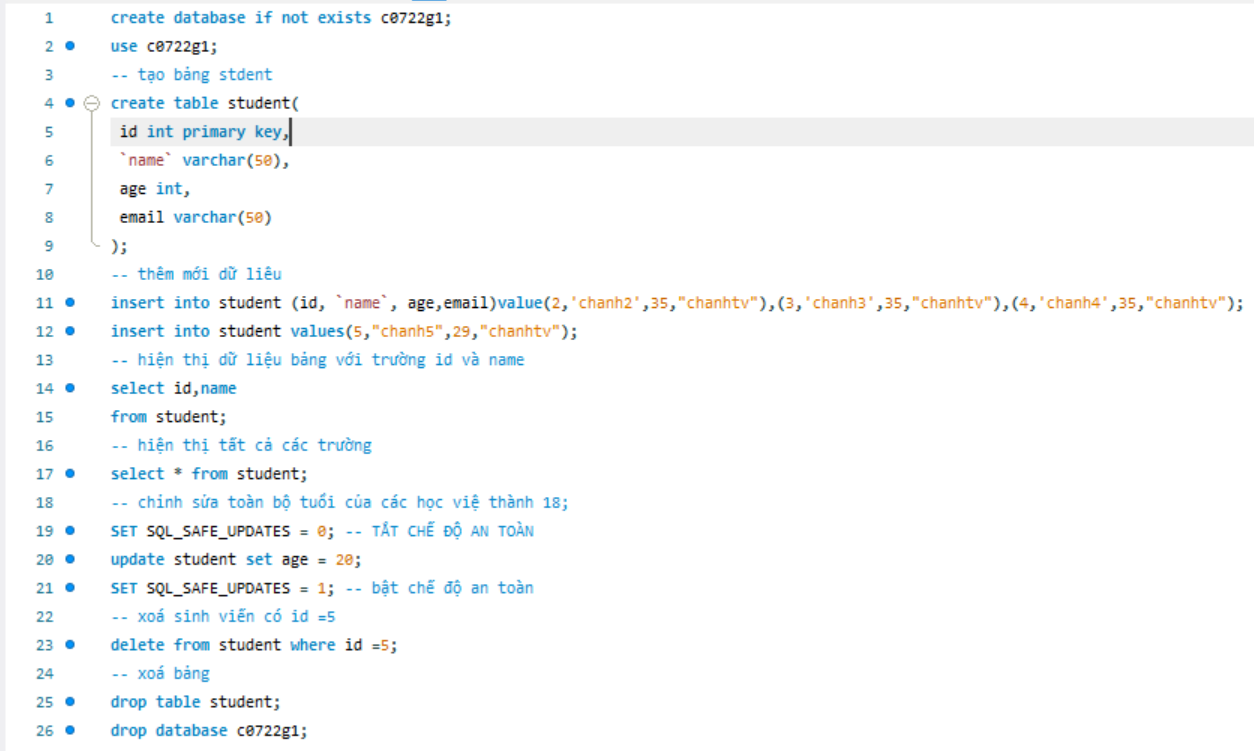 1 create database if not exists c0722g1;
2 use c0722g1;
3 -- tạo bảng stdent
4 create table student(
5 id int primary key,
6 `name` varchar(50),
7 age int,
8 email varchar(50)
9 );
10 -- thêm mới dữ liêu
11 insert into student (id, `name`, age,email)value(2,'chanh2',35,"chanhtv"),(3,'chanh3',35,"chanhtv"),(4,'chanh4',35,"chanhtv");
12 insert into student values(5,"chanh5",29,"chanhtv");
13 -- hiện thị dữ liệu bảng với trường id và name
14 select id,name
15 from student;
16 -- hiện thị tất cả các trường
17 select * from student;
18 -- chỉnh sửa toàn bộ tuổi của các học việ thành 18;
19 SET SQL_SAFE_UPDATES = 0; -- TẮT CHẾ ĐỘ AN TOÀN
20 update student set age = 20;
21 SET SQL_SAFE_UPDATES = 1; -- bật chế độ an toàn
22 -- xoá sinh viến có id =5
23 delete from student where id =5;
24 -- xoá bảng
25 drop table student;
26 drop database c0722g1;